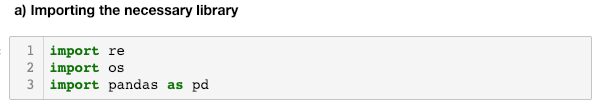 a) Importing the necessary library
1 import re
2 import os
3 import pandas as pd